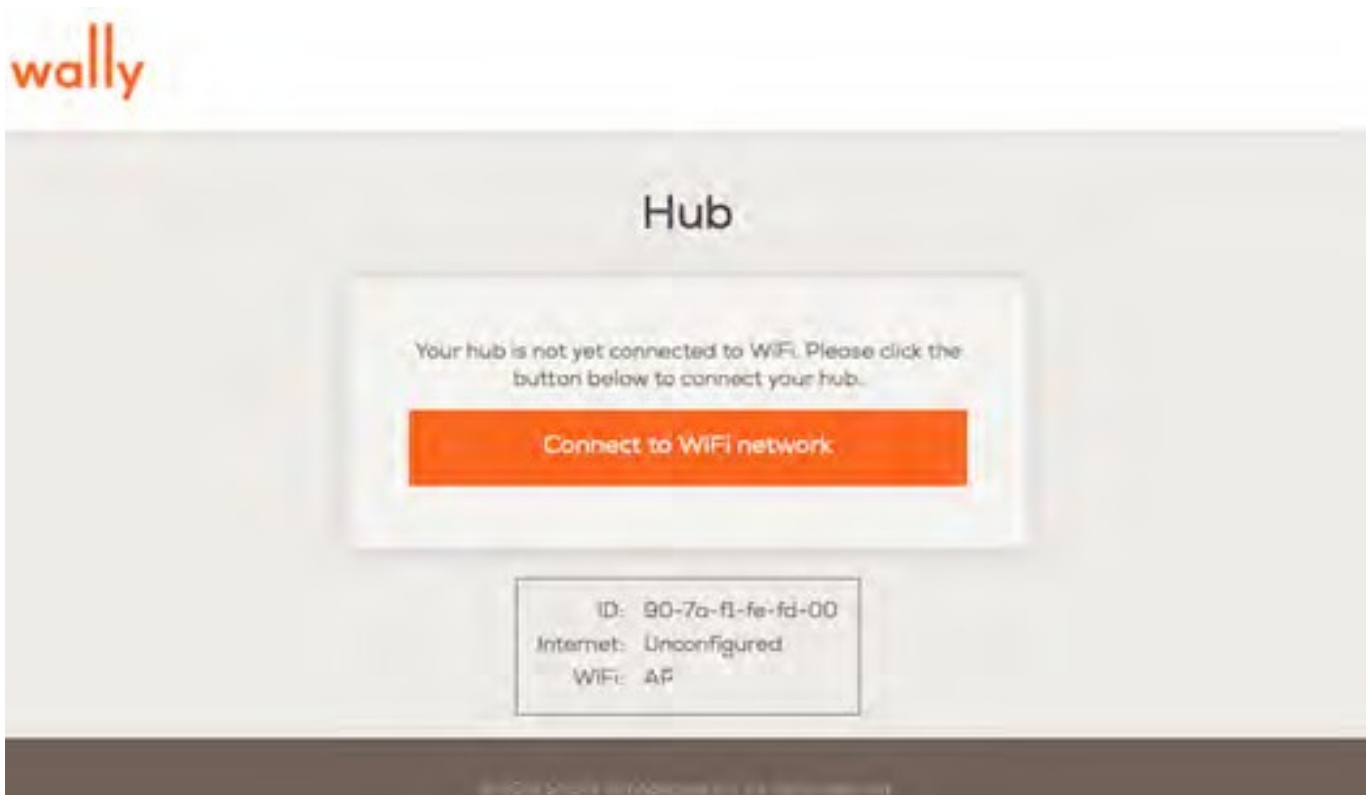 wally
Hub
Your hub is not yet connected to WiFi. Please click the
button below to connect your hub.
Connect to WiFi network
ID: 90-7a-f1-fe-fd-00
Internet: Unconfigured
WiFi: AP